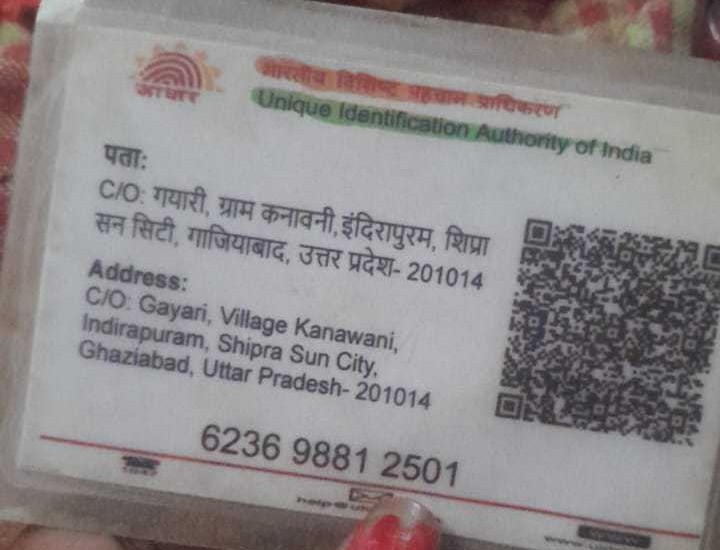 आधार
भारतीय विशिष्ट पहचान प्राधिकरण
Unique Identification Authority of India
पता:
C/O: गयारी, ग्राम कनावनी, इंदिरापुरम, शिप्रा
सन सिटी, गाजियाबाद, उत्तर प्रदेश- 201014
Address:
C/O: Gayari, Village Kanawani,
Indirapuram, Shipra Sun City,
Ghaziabad, Uttar Pradesh- 201014
6236 9881 2501
1947